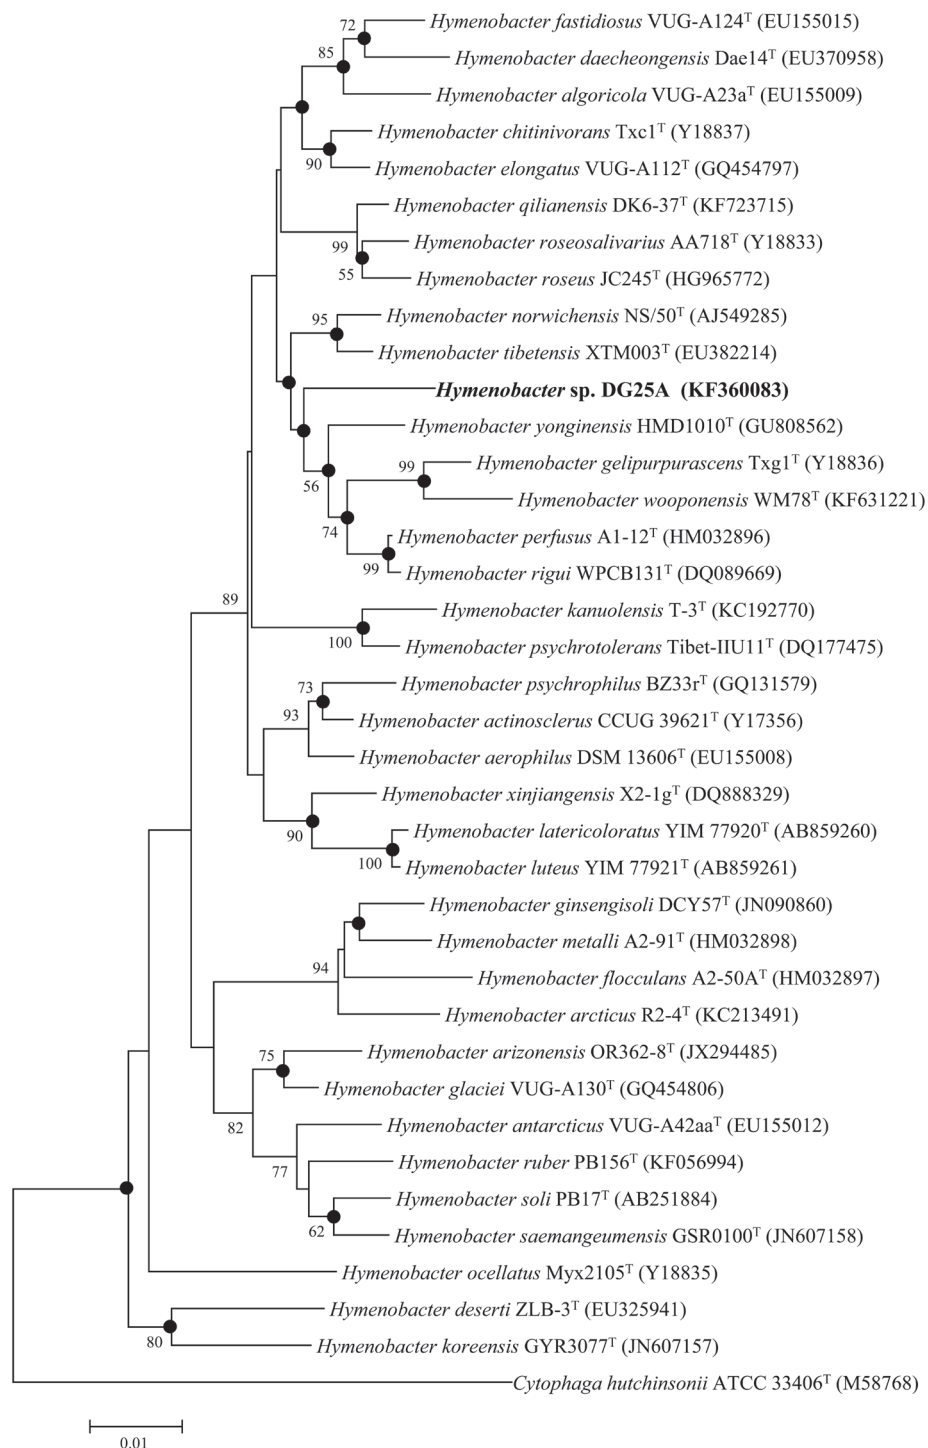 72
Hymenobacter fastidiosus VUG-A124ᵀ (EU155015)
85
Hymenobacter daecheongensis Dae14ᵀ (EU370958)
Hymenobacter algoricola VUG-A23aᵀ (EU155009)
Hymenobacter chitinivorans Txc1ᵀ (Y18837)
90
Hymenobacter elongatus VUG-A112ᵀ (GQ454797)
Hymenobacter qilianensis DK6-37ᵀ (KF723715)
99
Hymenobacter roseosalivarius AA718ᵀ (Y18833)
55
Hymenobacter roseus JC245ᵀ (HG965772)
95
Hymenobacter norwichensis NS/50ᵀ (AJ549285)
Hymenobacter tibetensis XTM003ᵀ (EU382214)
Hymenobacter sp. DG25A (KF360083)
Hymenobacter yonginensis HMD1010ᵀ (GU808562)
56
99
Hymenobacter gelipurpurascens Txg1ᵀ (Y18836)
Hymenobacter wooponensis WM78ᵀ (KF631221)
74
Hymenobacter perfusus A1-12ᵀ (HM032896)
99
Hymenobacter rigui WPCB131ᵀ (DQ089669)
89
Hymenobacter kanuolensis T-3ᵀ (KC192770)
100
Hymenobacter psychrotolerans Tibet-IIU11ᵀ (DQ177475)
73
Hymenobacter psychrophilus BZ33rᵀ (GQ131579)
93
Hymenobacter actinosclerus CCUG 39621ᵀ (Y17356)
Hymenobacter aerophilus DSM 13606ᵀ (EU155008)
Hymenobacter xinjiangensis X2-1gᵀ (DQ888329)
90
Hymenobacter latericoloratus YIM 77920ᵀ (AB859260)
100
Hymenobacter luteus YIM 77921ᵀ (AB859261)
Hymenobacter ginsengisoli DCY57ᵀ (JN090860)
Hymenobacter metalli A2-91ᵀ (HM032898)
94
Hymenobacter flocculans A2-50Aᵀ (HM032897)
Hymenobacter arcticus R2-4ᵀ (KC213491)
75
Hymenobacter arizonensis OR362-8ᵀ (JX294485)
Hymenobacter glaciei VUG-A130ᵀ (GQ454806)
82
Hymenobacter antarcticus VUG-A42aaᵀ (EU155012)
77
Hymenobacter ruber PB156ᵀ (KF056994)
Hymenobacter soli PB17ᵀ (AB251884)
62
Hymenobacter saemangeumensis GSR0100ᵀ (JN607158)
Hymenobacter ocellatus Myx2105ᵀ (Y18835)
Hymenobacter deserti ZLB-3ᵀ (EU325941)
80
Hymenobacter koreensis GYR3077ᵀ (JN607157)
Cytophaga hutchinsonii ATCC 33406ᵀ (M58768)
0.01